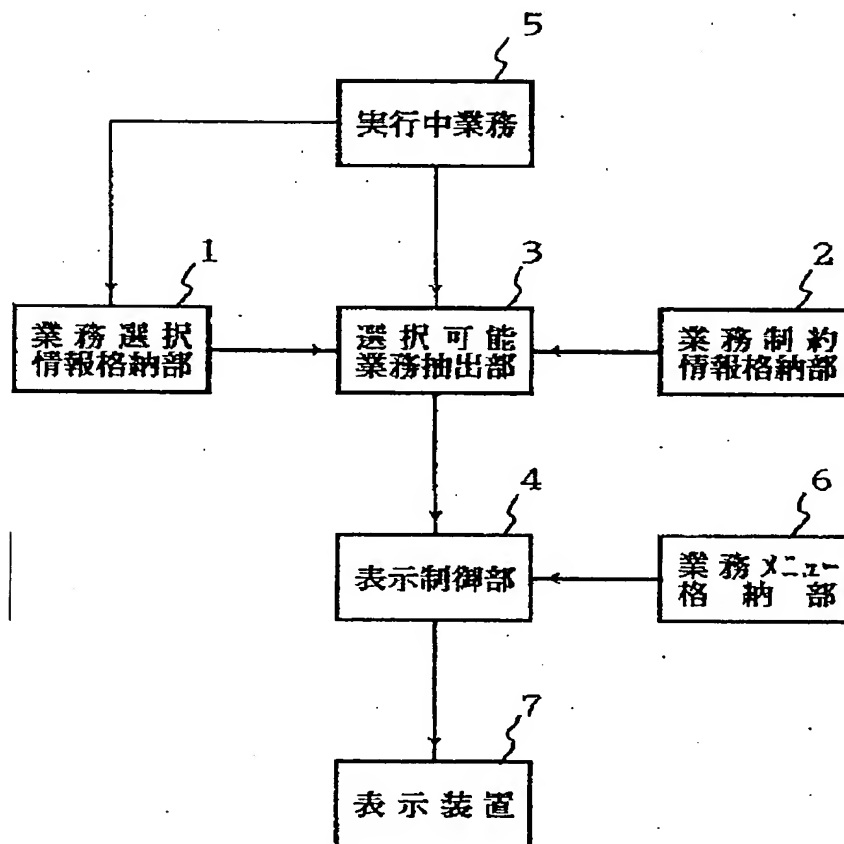 5
実行中業務
1
業務選択
情報格納部
3
選択可能
業務抽出部
2
業務制約
情報格納部
4
表示制御部
6
業務メニュー
格納部
7
表示装置